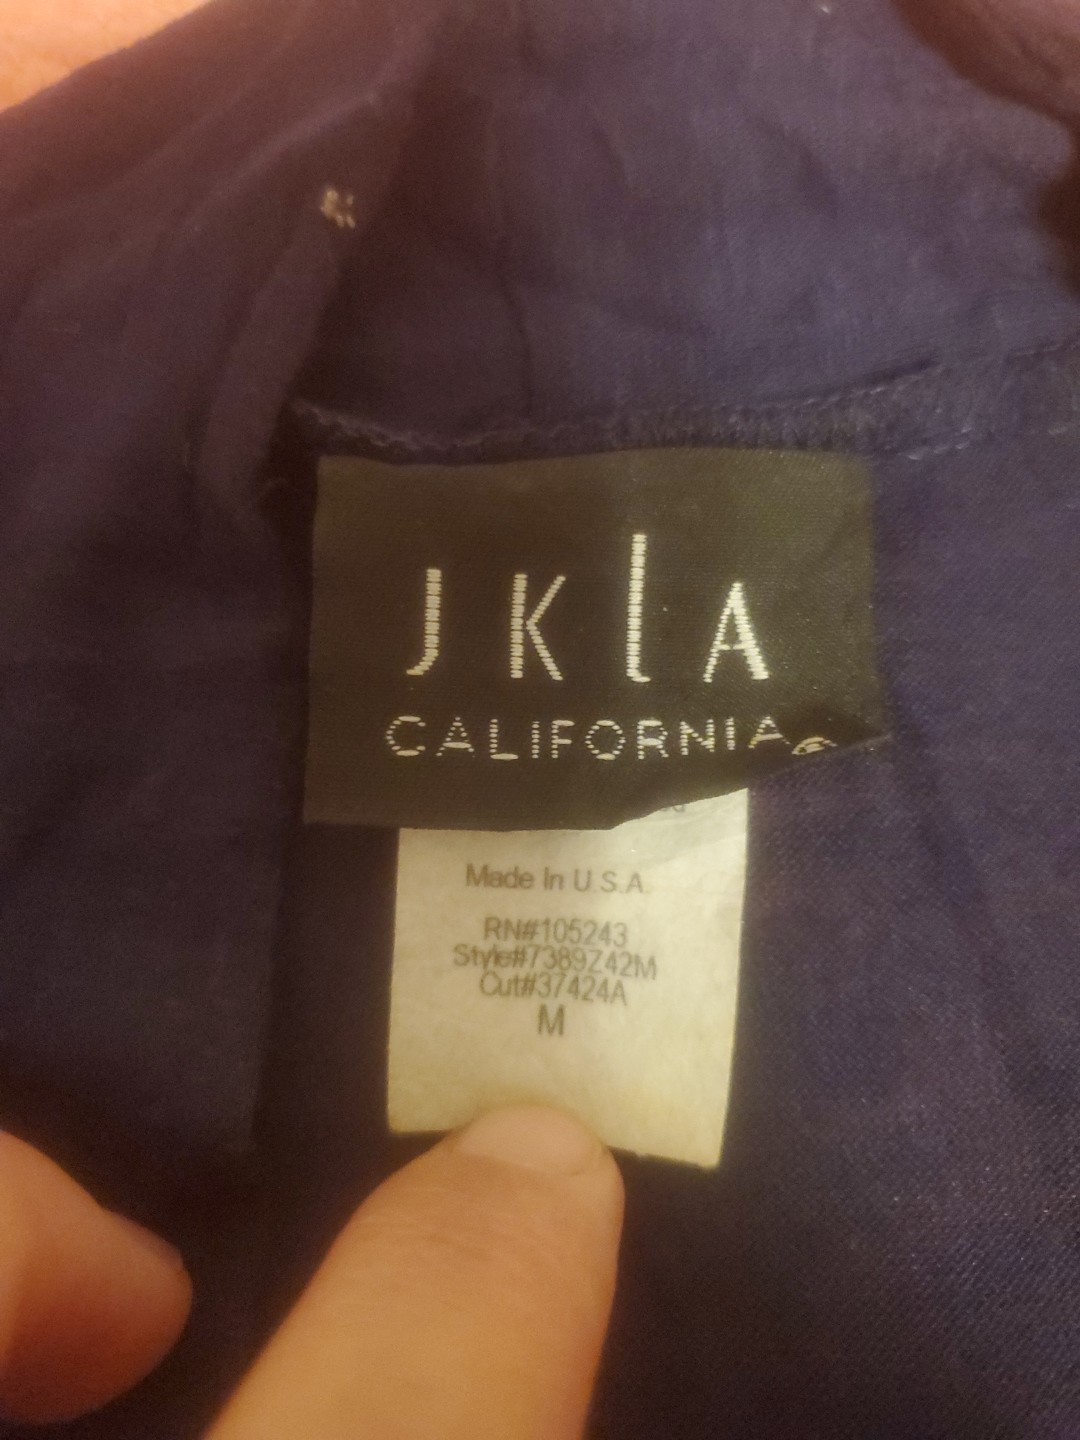 JKLA
CALIFORNIA®
Made In U.S.A.
RN#105243
Style#7389Z42M
Cut#37424A
M